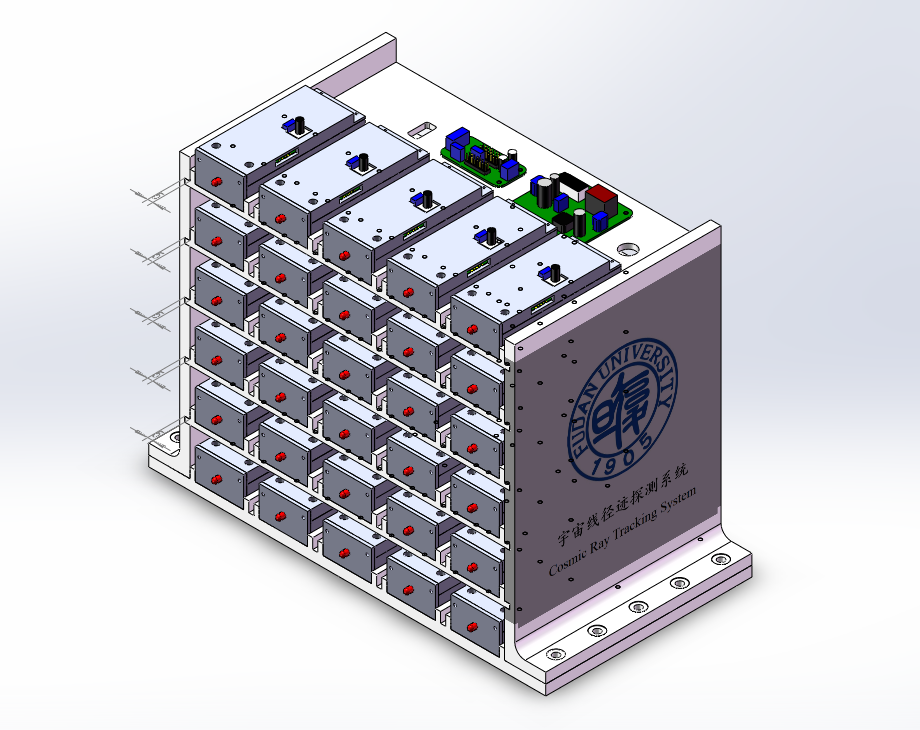 FUDAN UNIVERSITY
1905
宇宙线径迹探测系统
Cosmic Ray Tracking System